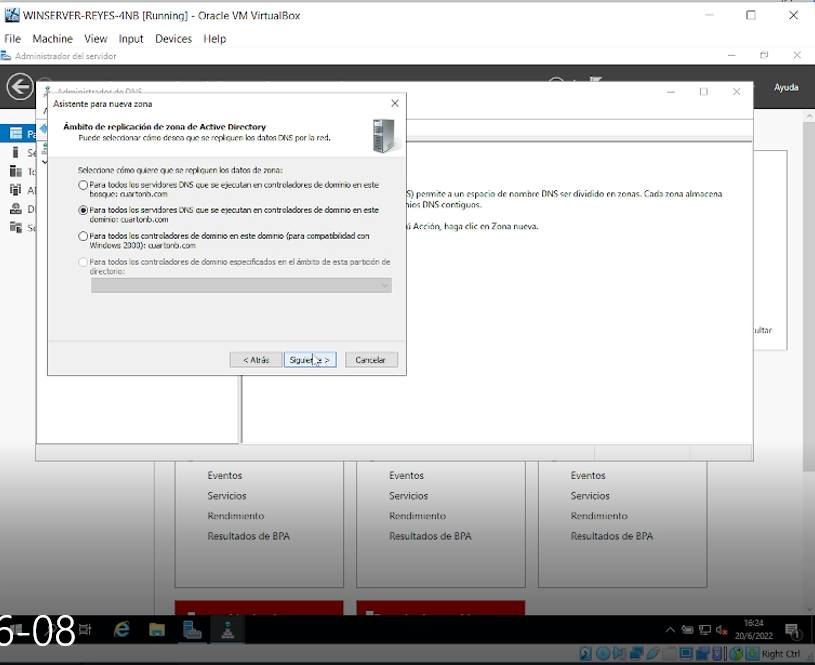 WINSERVER-REYES-4NB [Running] - Oracle VM VirtualBox
File Machine View Input Devices Help
Administrador del servidor
Administrador de DNS
Ayuda
Asistente para nueva zona
Ámbito de replicación de zona de Active Directory
Puede seleccionar cómo desea que se repliquen los datos DNS por la red.
Seleccione cómo quiere que se repliquen los datos de zona:
Para todos los servidores DNS que se ejecutan en controladores de dominio en este
bosque: cuartonb.com
Para todos los servidores DNS que se ejecutan en controladores de dominio en este
dominio: cuartonb.com
Para todos los controladores de dominio en este dominio (para compatibilidad con
Windows 2000): cuartonb.com
Para todos los controladores de dominio especificados en el ámbito de esta partición de
directorio:
< Atrás
Siguiente >
Cancelar
S) permite a un espacio de nombre DNS ser dividido en zonas. Cada zona almacena
nios DNS contiguos.
ú Acción, haga clic en Zona nueva.
ultar
Eventos
Servicios
Rendimiento
Resultados de BPA
Eventos
Servicios
Rendimiento
Resultados de BPA
Eventos
Servicios
Rendimiento
Resultados de BPA
6-08
16:24
20/6/2022
1
Right Ctrl